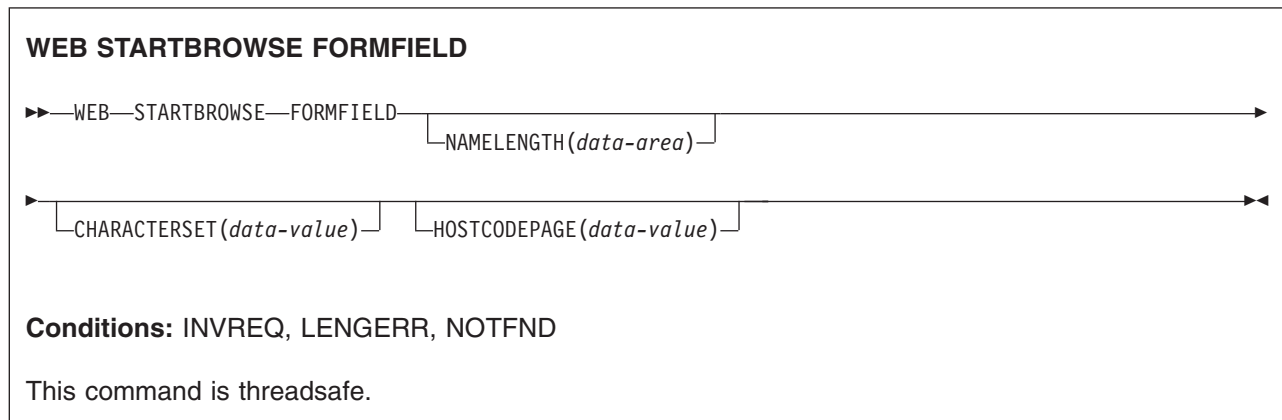 WEB STARTBROWSE FORMFIELD
WEB STARTBROWSE FORMFIELD
NAMELENGTH(data-area)
CHARACTERSET(data-value) HOSTCODEPAGE(data-value)
Conditions: INVREQ, LENGERR, NOTFND
This command is threadsafe.